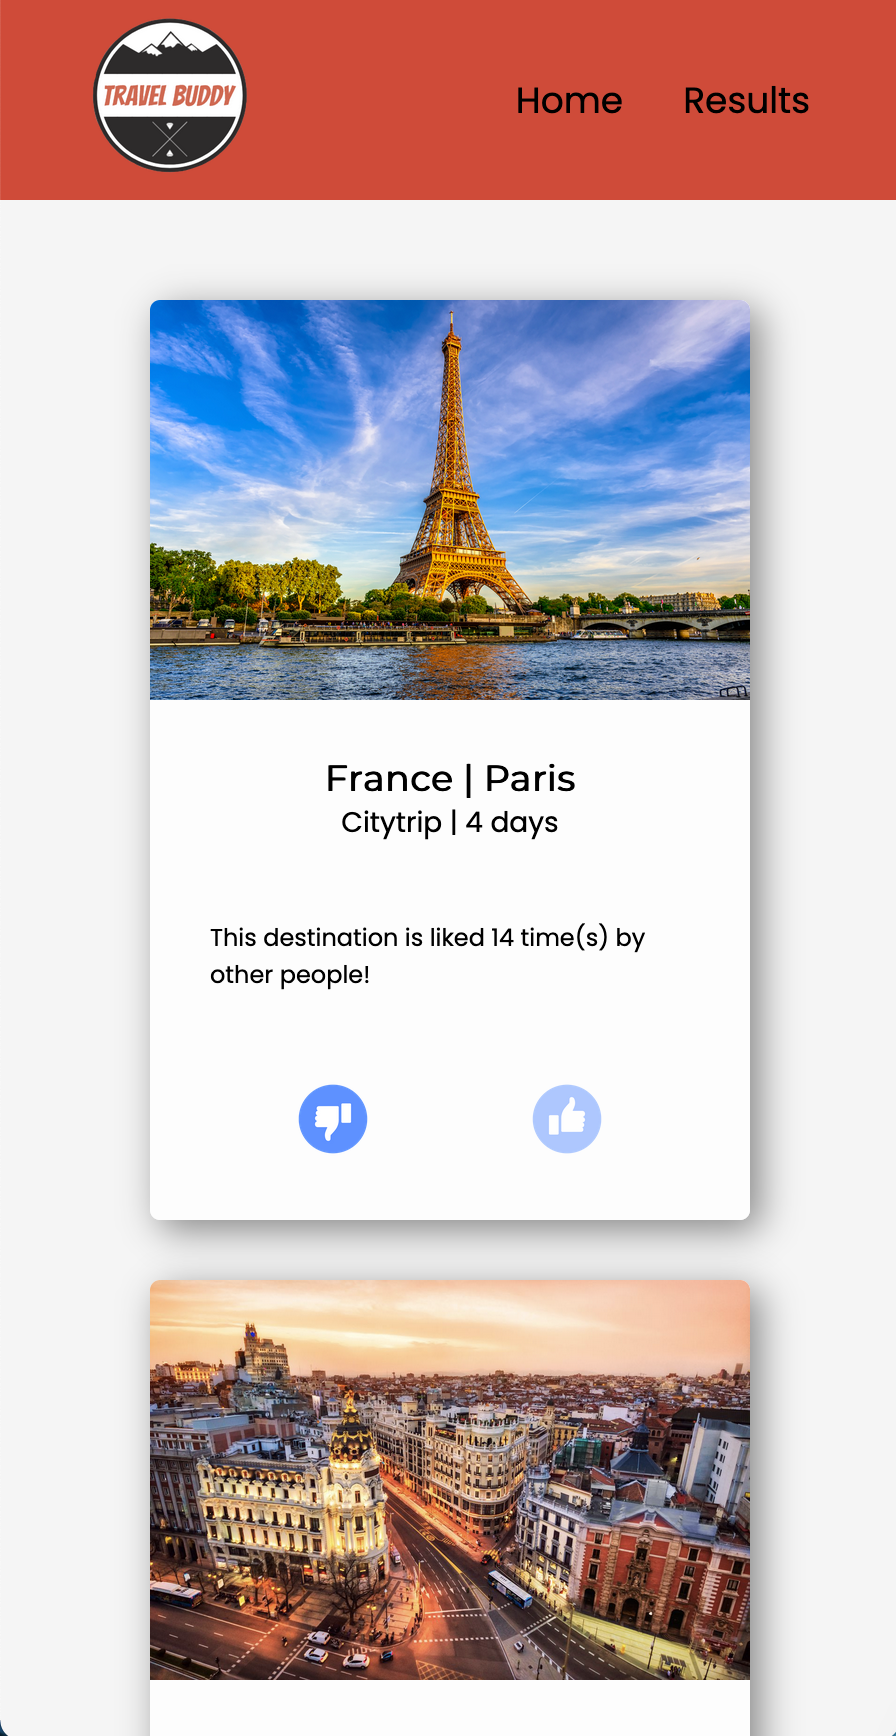 TRAVEL BUDDY
Home Results
France | Paris
Citytrip | 4 days
This destination is liked 14 time(s) by
other people!